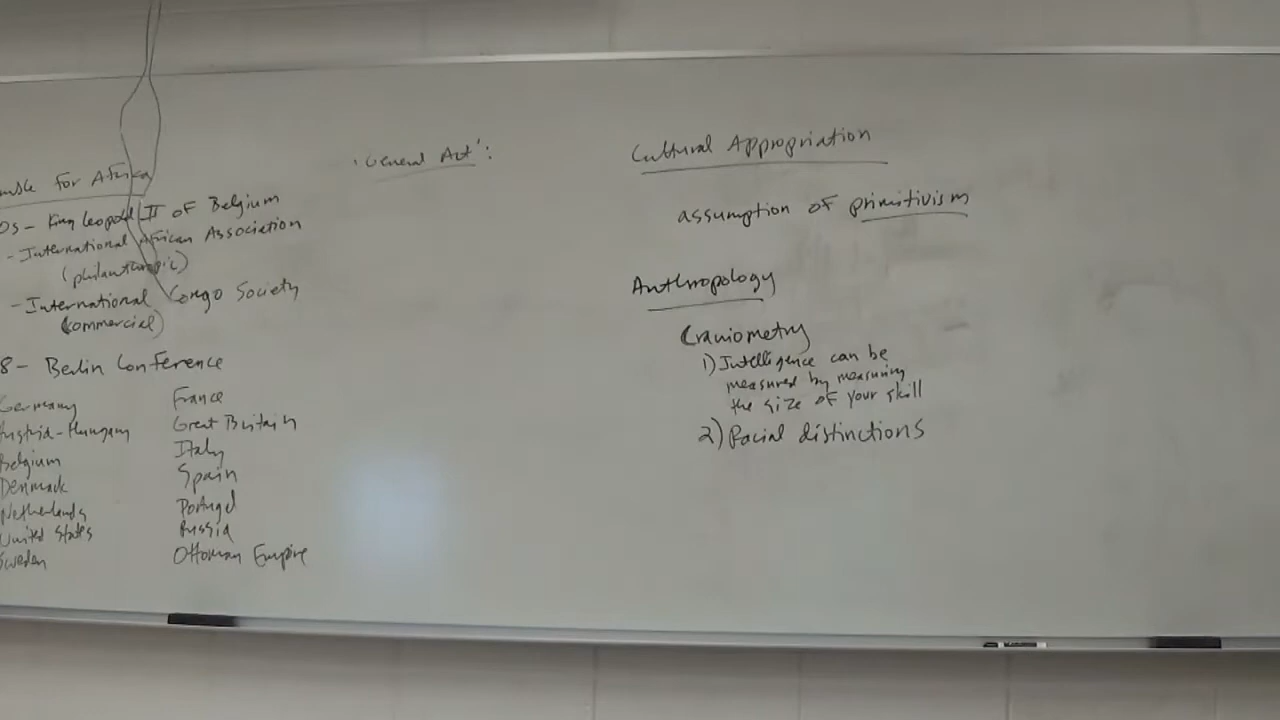 for Africa
King Leopold II of Belgium
- International African Association
(philanthropic)
- International Congo Society
(commercial)
8 - Berlin Conference
Germany France
Austria-Hungary Great Britain
Belgium Italy
Denmark Spain
Netherlands Portugal
United States Russia
Sweden Ottoman Empire
'General Act':
Cultural Appropriation
assumption of primitivism
Anthropology
Craniometry
1) Intelligence can be
measured by measuring
the size of your skull
2) Racial distinctions